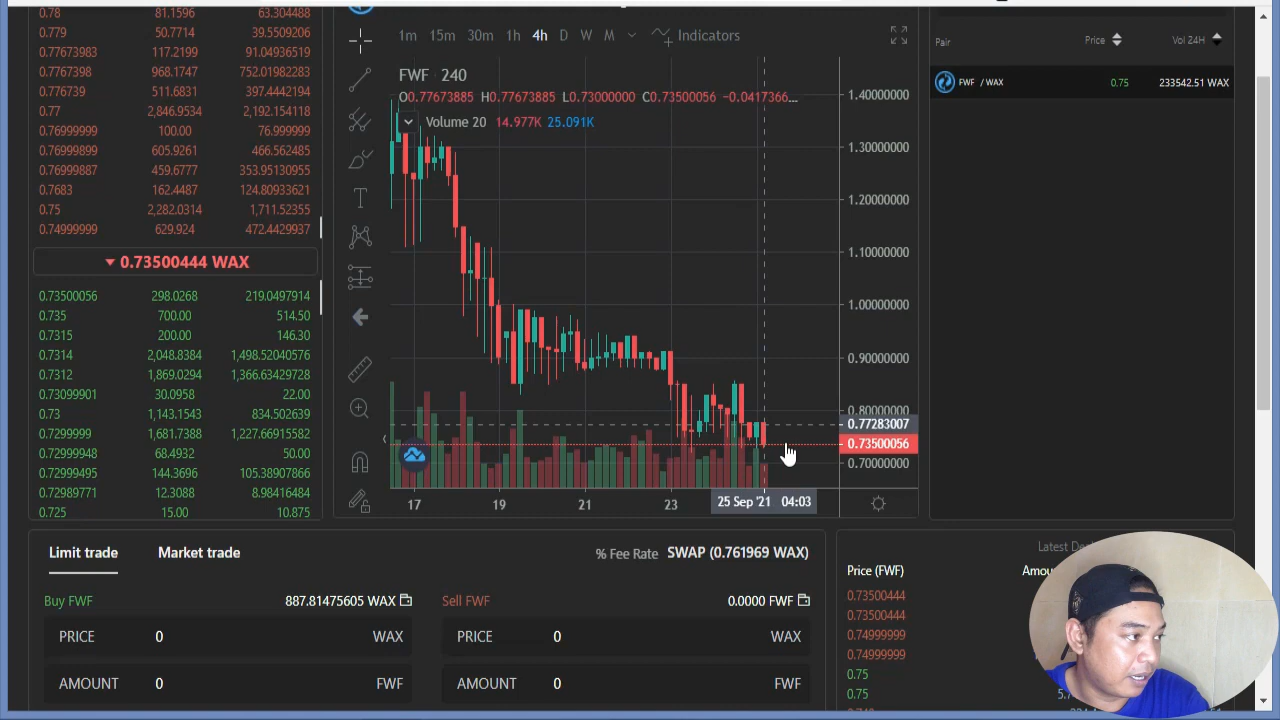 0.78 81.1596 63.304488
0.779 50.7714 39.5509206
0.77673983 117.2199 91.04936515
0.7767398 968.1747 752.01982283
0.776739 511.6831 397.4442194
0.77 2,846.9534 2,192.154118
0.76999999 100.00 76.999999
0.76999899 605.9261 466.562485
0.76999887 459.6777 353.95130955
0.7683 162.4487 124.80933621
0.75 2,282.0314 1,711.52355
0.74999999 629.924 472.4429937
0.73500444 WAX
0.73500056 298.0268 219.0497914
0.735 700.00 514.50
0.7315 200.00 146.30
0.7314 2,048.8384 1,498.52040576
0.7312 1,869.0294 1,366.63429728
0.73099901 30.0958 22.00
0.73 1,143.1543 834.502639
0.7299999 1,681.7388 1,227.66915582
0.72999948 68.4932 50.00
0.72999495 144.3696 105.38907866
0.72989771 12.3088 8.98416484
0.725 15.00 10.875
1m 15m 30m 1h 4h D W M Indicators
FWF 240
O0.77673885 H0.77673885 L0.73000000 C0.73500056 -0.0417366...
Volume 20 14.977K 25.091K
1.40000000
1.30000000
1.20000000
1.10000000
1.00000000
0.90000000
0.80000000
0.77283007
0.73500056
0.70000000
17 19 21 23 25 Sep '21 04:03
Pair Price Vol 24H
FWF / WAX 0.75 233542.51 WAX
Limit trade Market trade % Fee Rate SWAP (0.761969 WAX)
Buy FWF 887.81475605 WAX Sell FWF 0.0000 FWF
PRICE 0 WAX PRICE 0 WAX
AMOUNT 0 FWF AMOUNT 0 FWF
Latest
Price (FWF)
0.73500444
0.73500444
0.74999999
0.74999999
0.75
0.75